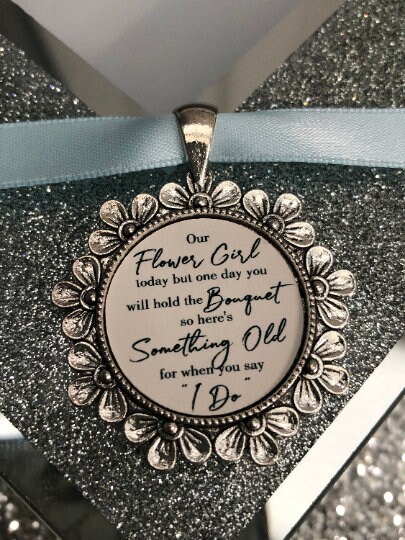 Our
Flower Girl
today but one day you
will hold the Bouquet
so here's
Something Old
for when you say
"I Do"